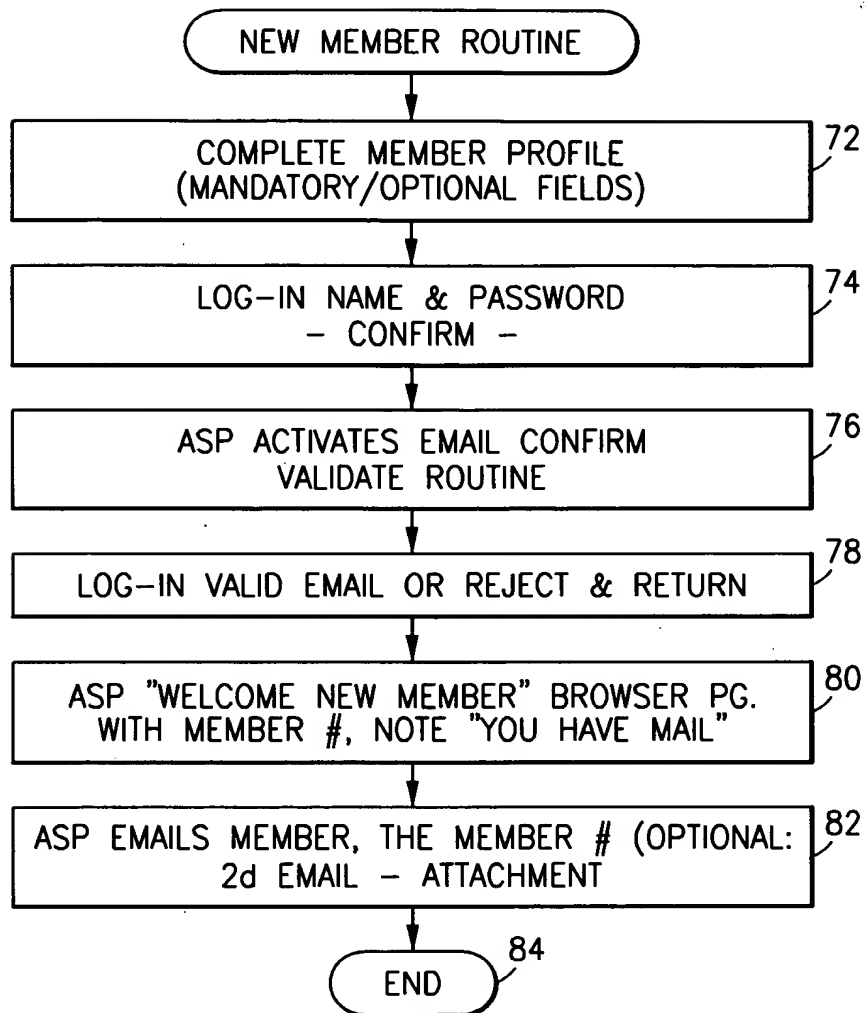 NEW MEMBER ROUTINE
72
COMPLETE MEMBER PROFILE
(MANDATORY/OPTIONAL FIELDS)
74
LOG-IN NAME & PASSWORD
- CONFIRM -
76
ASP ACTIVATES EMAIL CONFIRM
VALIDATE ROUTINE
78
LOG-IN VALID EMAIL OR REJECT & RETURN
80
ASP "WELCOME NEW MEMBER" BROWSER PG.
WITH MEMBER #, NOTE "YOU HAVE MAIL"
82
ASP EMAILS MEMBER, THE MEMBER # (OPTIONAL:
2d EMAIL - ATTACHMENT
84
END